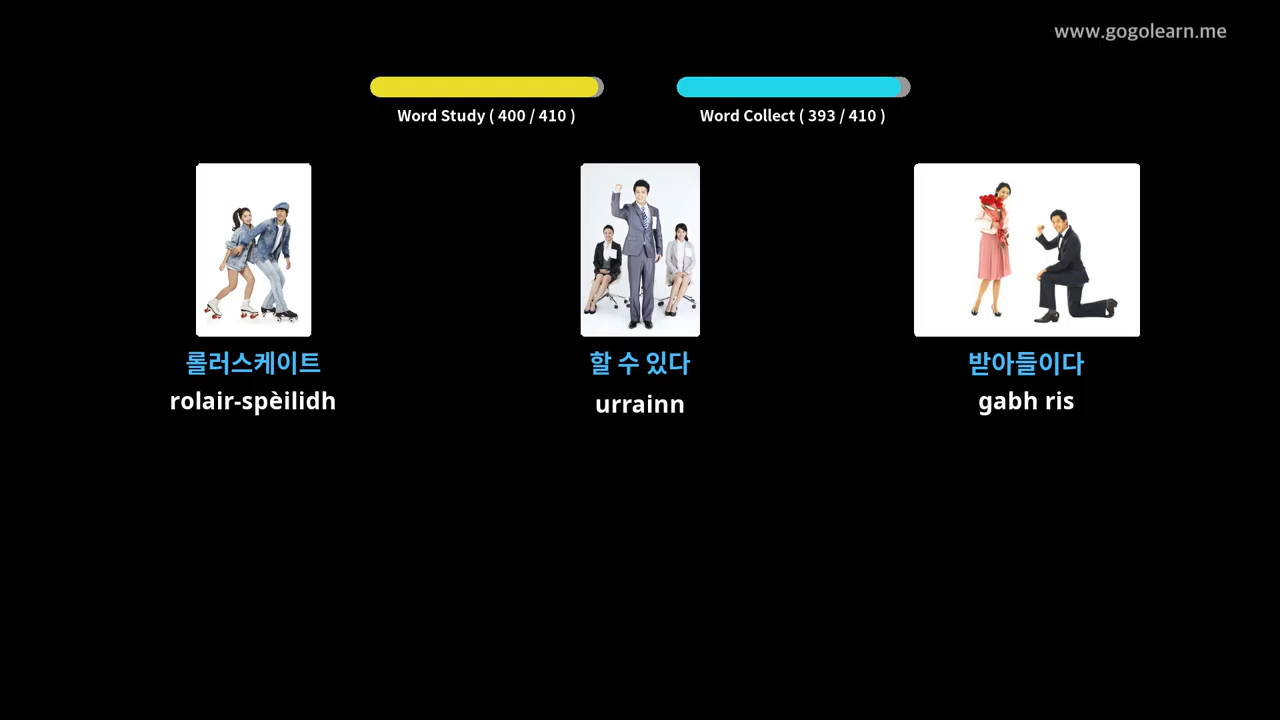 www.gogolearn.me
Word Study ( 400 / 410 )
Word Collect ( 393 / 410 )
롤러스케이트
할 수 있다
받아들이다
rolair-spèilidh
urrainn
gabh ris